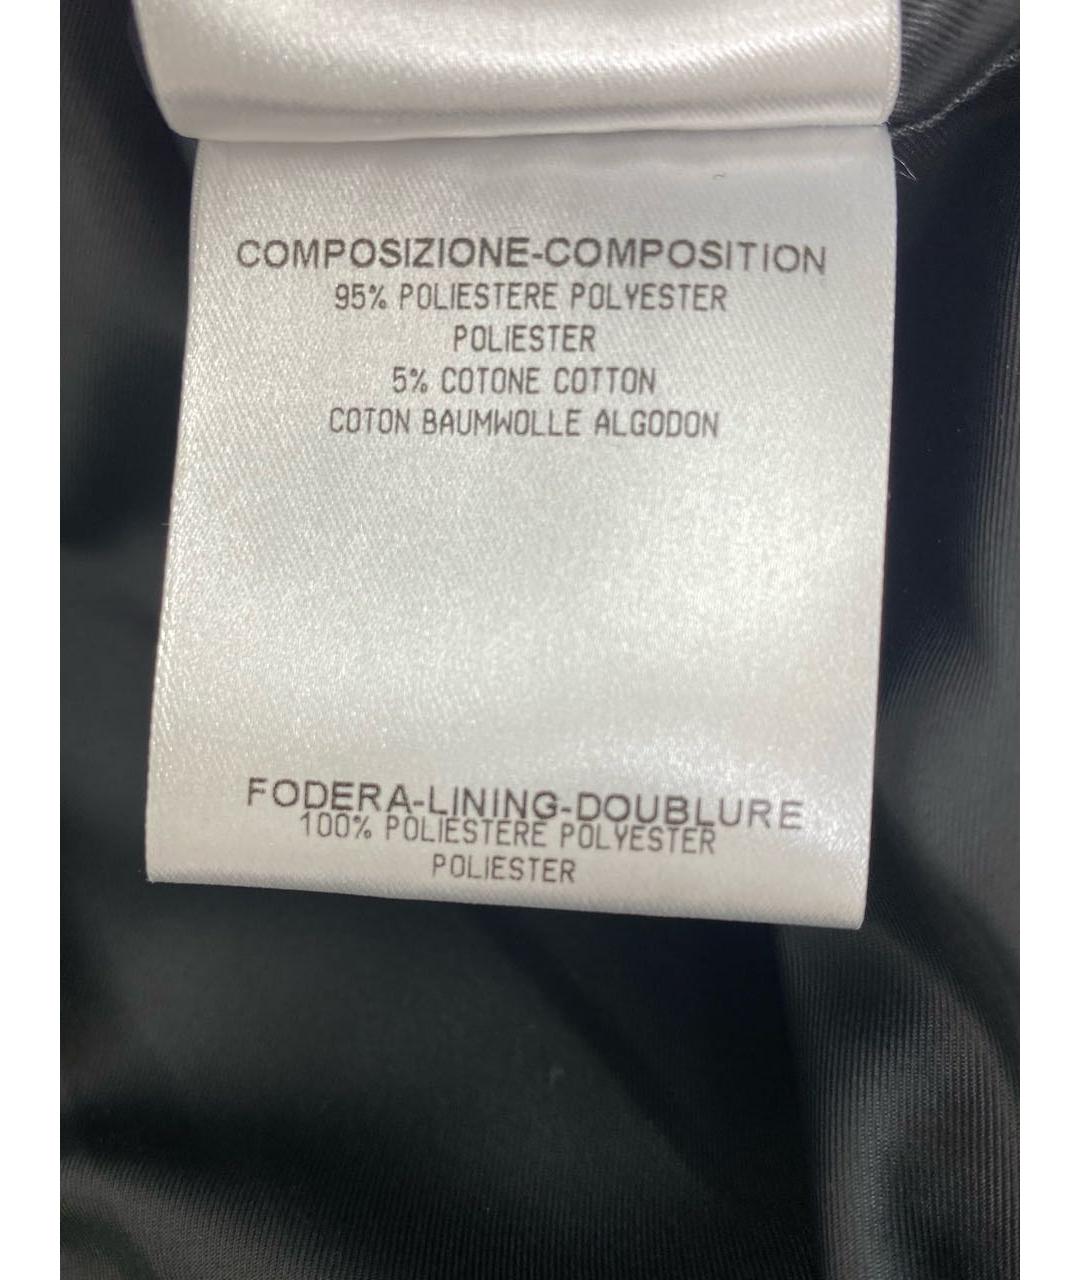 COMPOSIZIONE-COMPOSITION
95% POLIESTERE POLYESTER
POLIESTER
5% COTONE COTTON
COTON BAUMWOLLE ALGODON
FODERA-LINING-DOUBLURE
100% POLIESTERE POLYESTER
POLIESTER